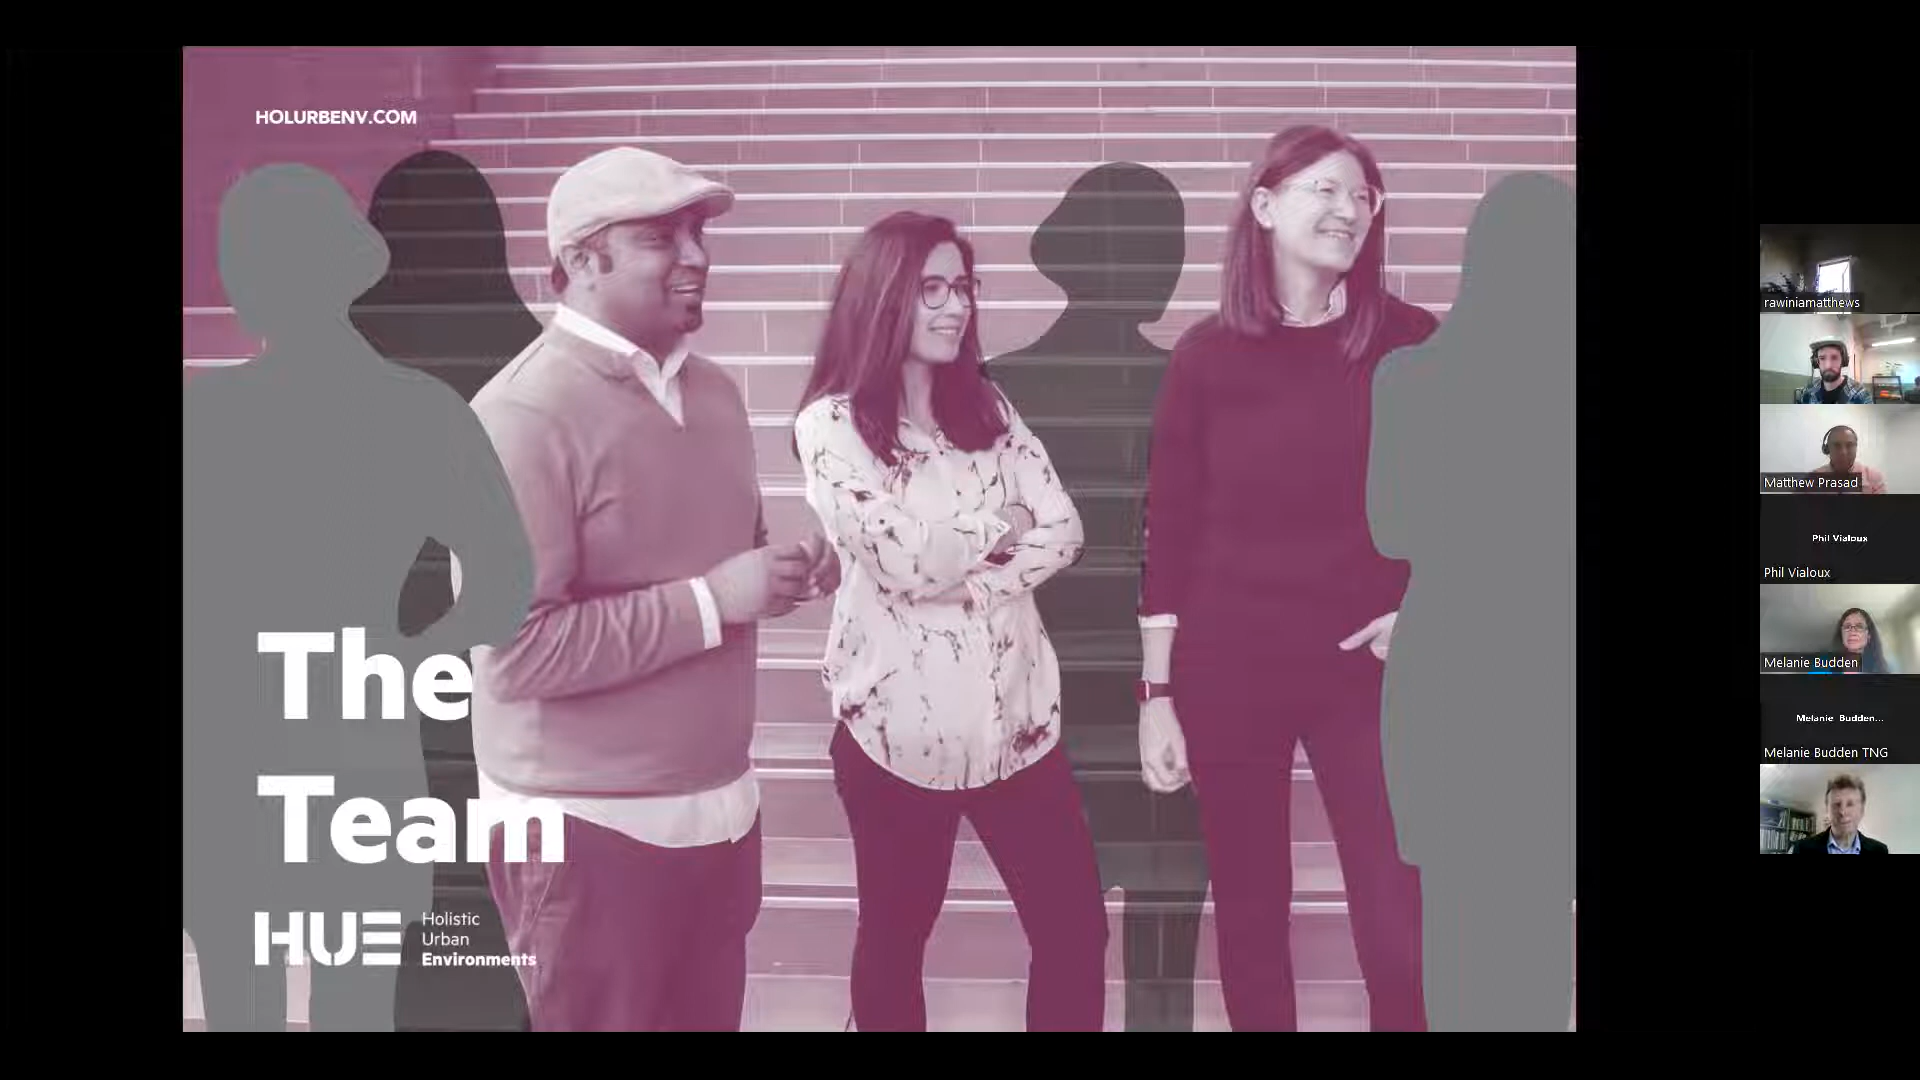 HOLURBENV.COM
The
Team
HUE
Holistic
Urban
Environments
rawiniamatthews
Matthew Prasad
Phil Vialoux
Phil Vialoux
Melanie Budden
Melanie Budden...
Melanie Budden TNG